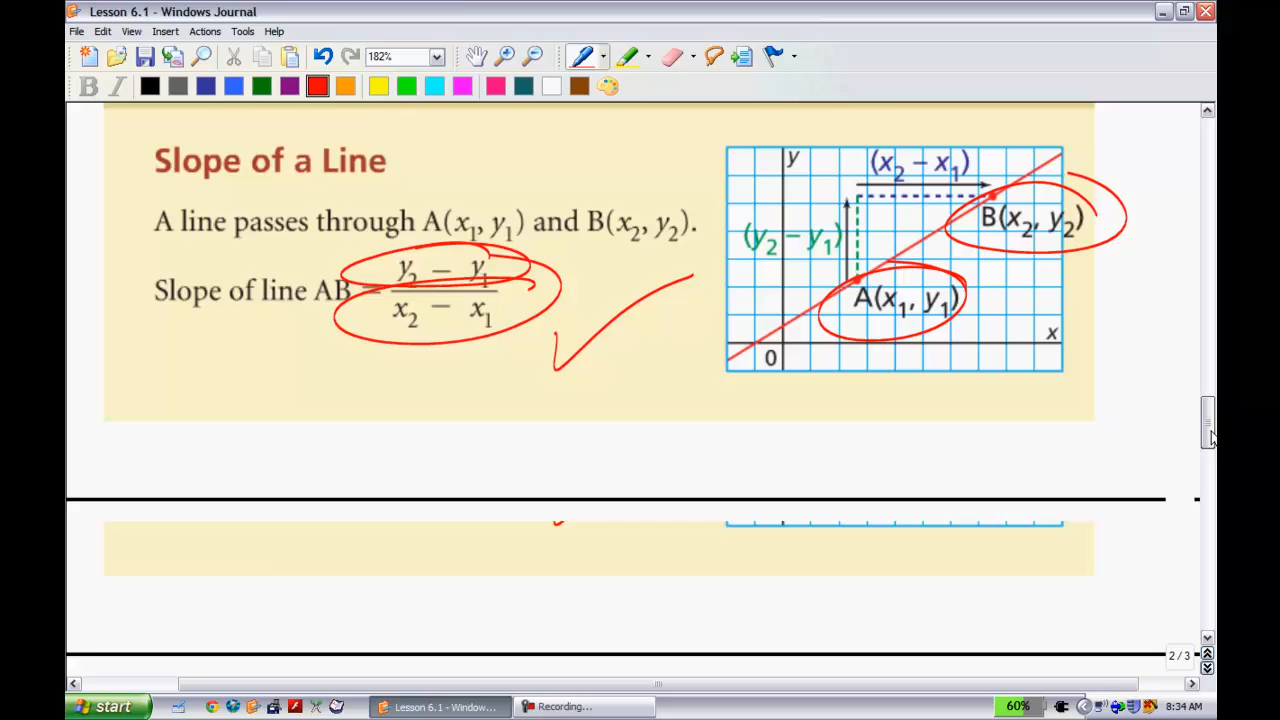 Lesson 6.1 - Windows Journal
File Edit View Insert Actions Tools Help
182%
B I
Slope of a Line
A line passes through A(x₁, y₁) and B(x₂, y₂).
Slope of line AB = y₂ − y₁
x₂ − x₁
y
(x₂ − x₁)
B(x₂, y₂)
(y₂ − y₁)
A(x₁, y₁)
x
0
2/3
start
Lesson 6.1 - Window...
Recording...
60%
8:34 AM